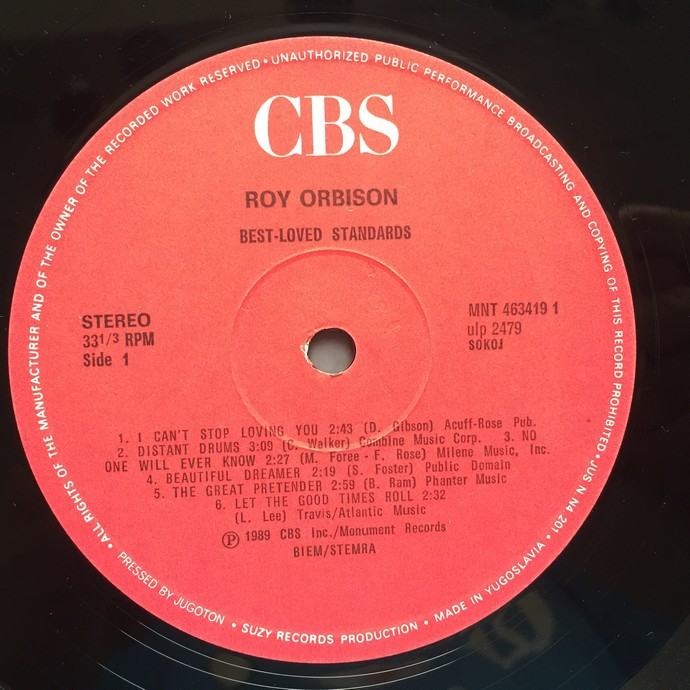 CBS
ROY ORBISON
BEST-LOVED STANDARDS
STEREO
33 1/3 RPM
Side 1
MNT 463419 1
ulp 2479
SOKOJ
1. I CAN'T STOP LOVING YOU 2:43 (D. Gibson) Acuff-Rose Pub.
2. DISTANT DRUMS 3:09 (C. Walker) Combine Music Corp. 3. NO
ONE WILL EVER KNOW 2:27 (M. Foree - F. Rose) Milene Music, Inc.
4. BEAUTIFUL DREAMER 2:19 (S. Foster) Public Domain
5. THE GREAT PRETENDER 2:59 (B. Ram) Phanter Music
6. LET THE GOOD TIMES ROLL 2:32
(L. Lee) Travis/Atlantic Music
Ⓟ 1989 CBS Inc./Monument Records
BIEM/STEMRA
• ALL RIGHTS OF THE MANUFACTURER AND OF THE OWNER OF THE RECORDED WORK RESERVED • UNAUTHORIZED PUBLIC PERFORMANCE BROADCASTING AND COPYING OF THIS RECORD PROHIBITED • JUS N N4 201 •
PRESSED BY JUGOTON • SUZY RECORDS PRODUCTION • MADE IN YUGOSLAVIA